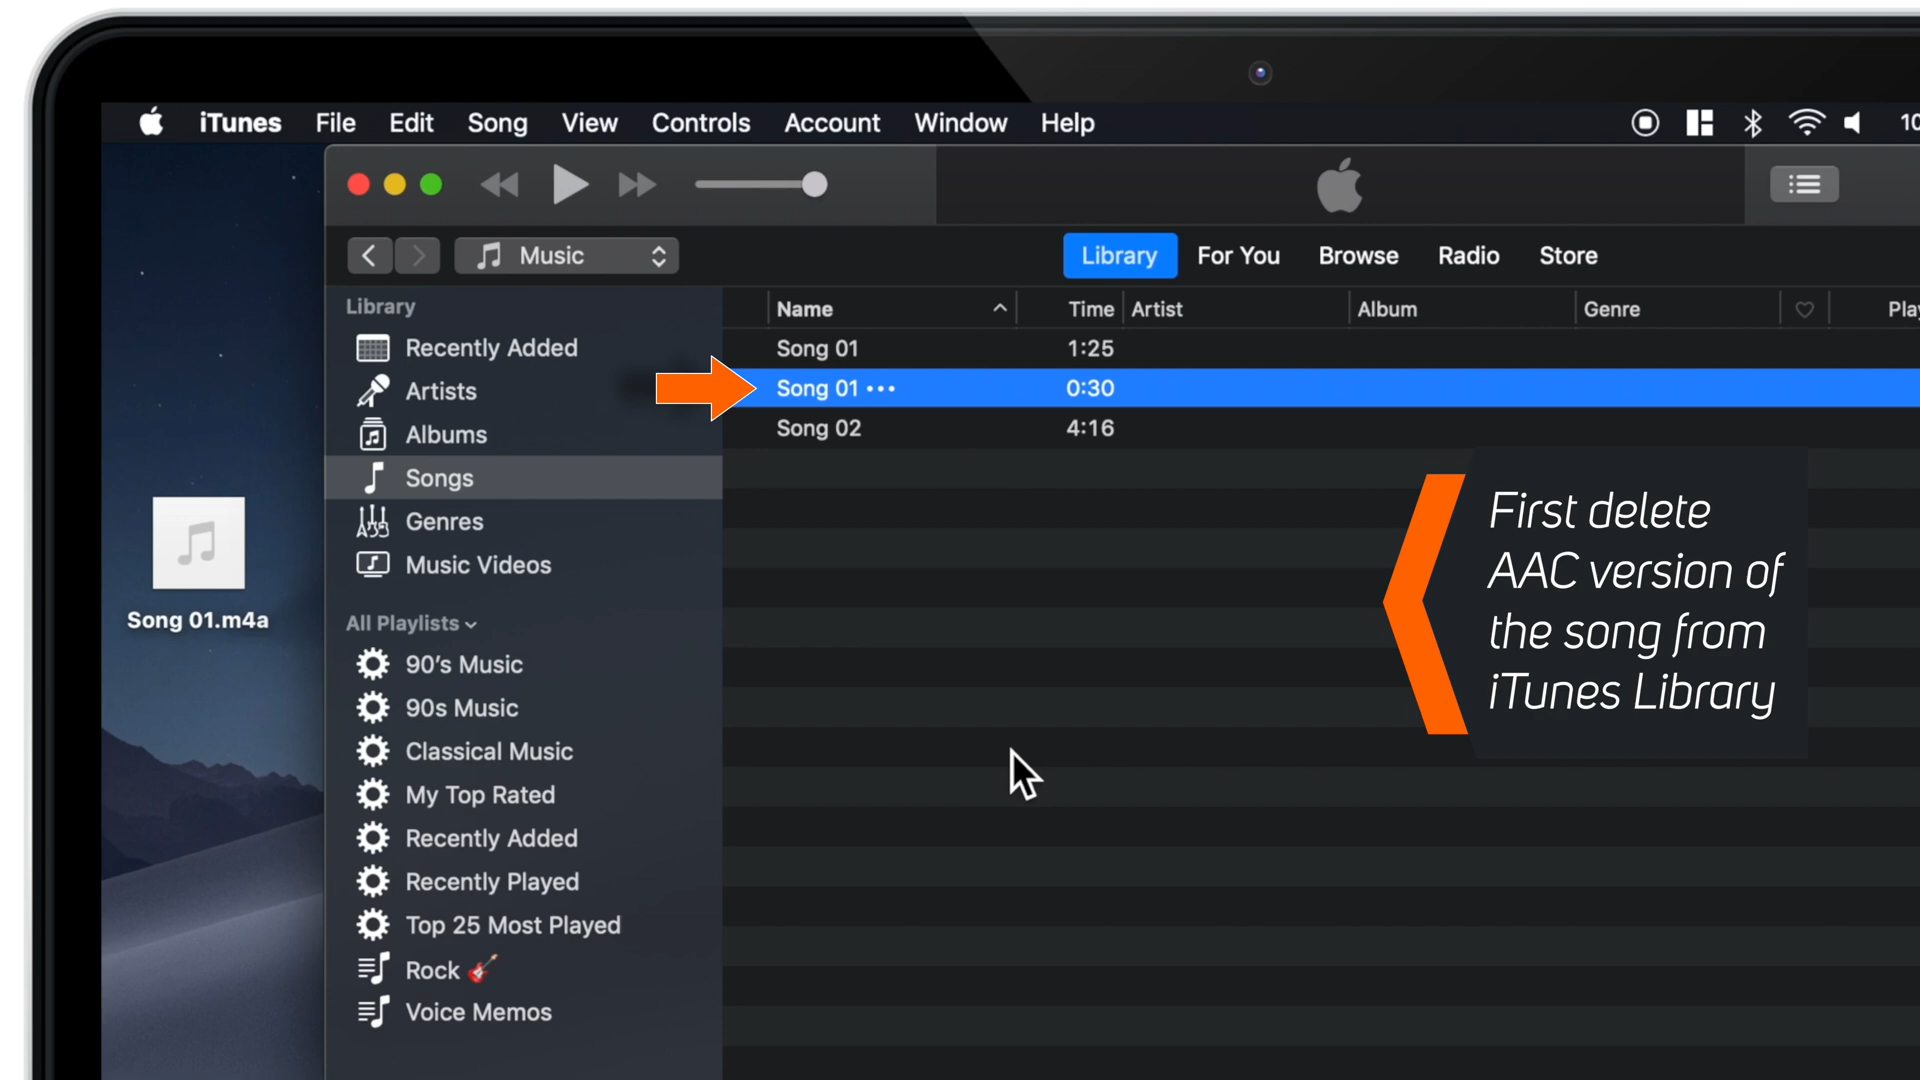 iTunes File Edit Song View Controls Account Window Help 10
Music Library For You Browse Radio Store
Library
Recently Added
Artists
Albums
Songs
Genres
Music Videos
All Playlists
90's Music
90s Music
Classical Music
My Top Rated
Recently Added
Recently Played
Top 25 Most Played
Rock
Voice Memos
Name Time Artist Album Genre Play
Song 01 1:25
Song 01 ••• 0:30
Song 02 4:16
Song 01.m4a
First delete
AAC version of
the song from
iTunes Library